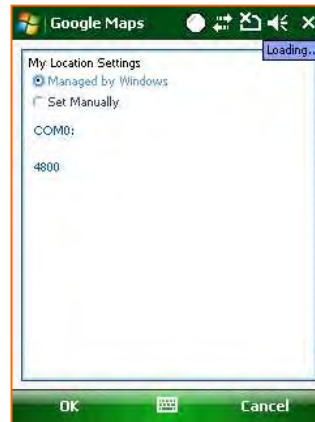 Google Maps
Loading..
My Location Settings
Managed by Windows
Set Manually
COM0:
4800
OK
Cancel